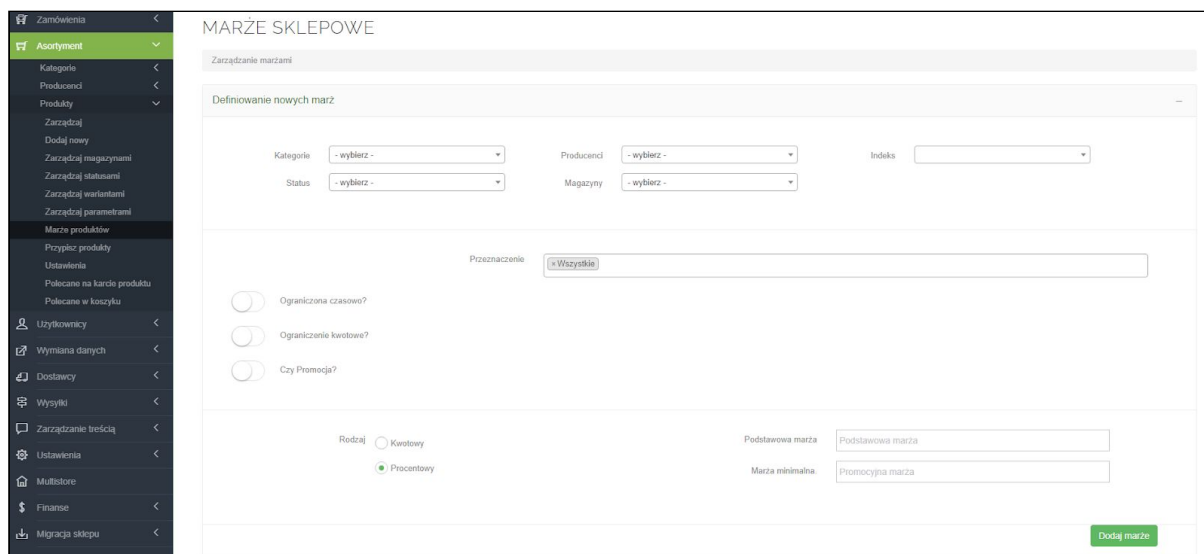 Zamówienia
Asortyment
Kategorie
Producenci
Produkty
Zarządzaj
Dodaj nowy
Zarządzaj magazynami
Zarządzaj statusami
Zarządzaj wariantami
Zarządzaj parametrami
Marże produktów
Przypisz produkty
Ustawienia
Polecane na karcie produktu
Polecane w koszyku
Użytkownicy
Wymiana danych
Dostawcy
Wysyłki
Zarządzanie treścią
Ustawienia
Multistore
Finanse
Migracja sklepu
MARŻE SKLEPOWE
Zarządzanie marżami
Definiowanie nowych marż
Kategorie - wybierz - Producenci - wybierz - Indeks
Status - wybierz - Magazyny - wybierz -
Przeznaczenie × Wszystkie
Ograniczona czasowo?
Ograniczenie kwotowe?
Czy Promocja?
Rodzaj Kwotowy Podstawowa marża Podstawowa marża
Procentowy Marża minimalna Promocyjna marża
Dodaj marże